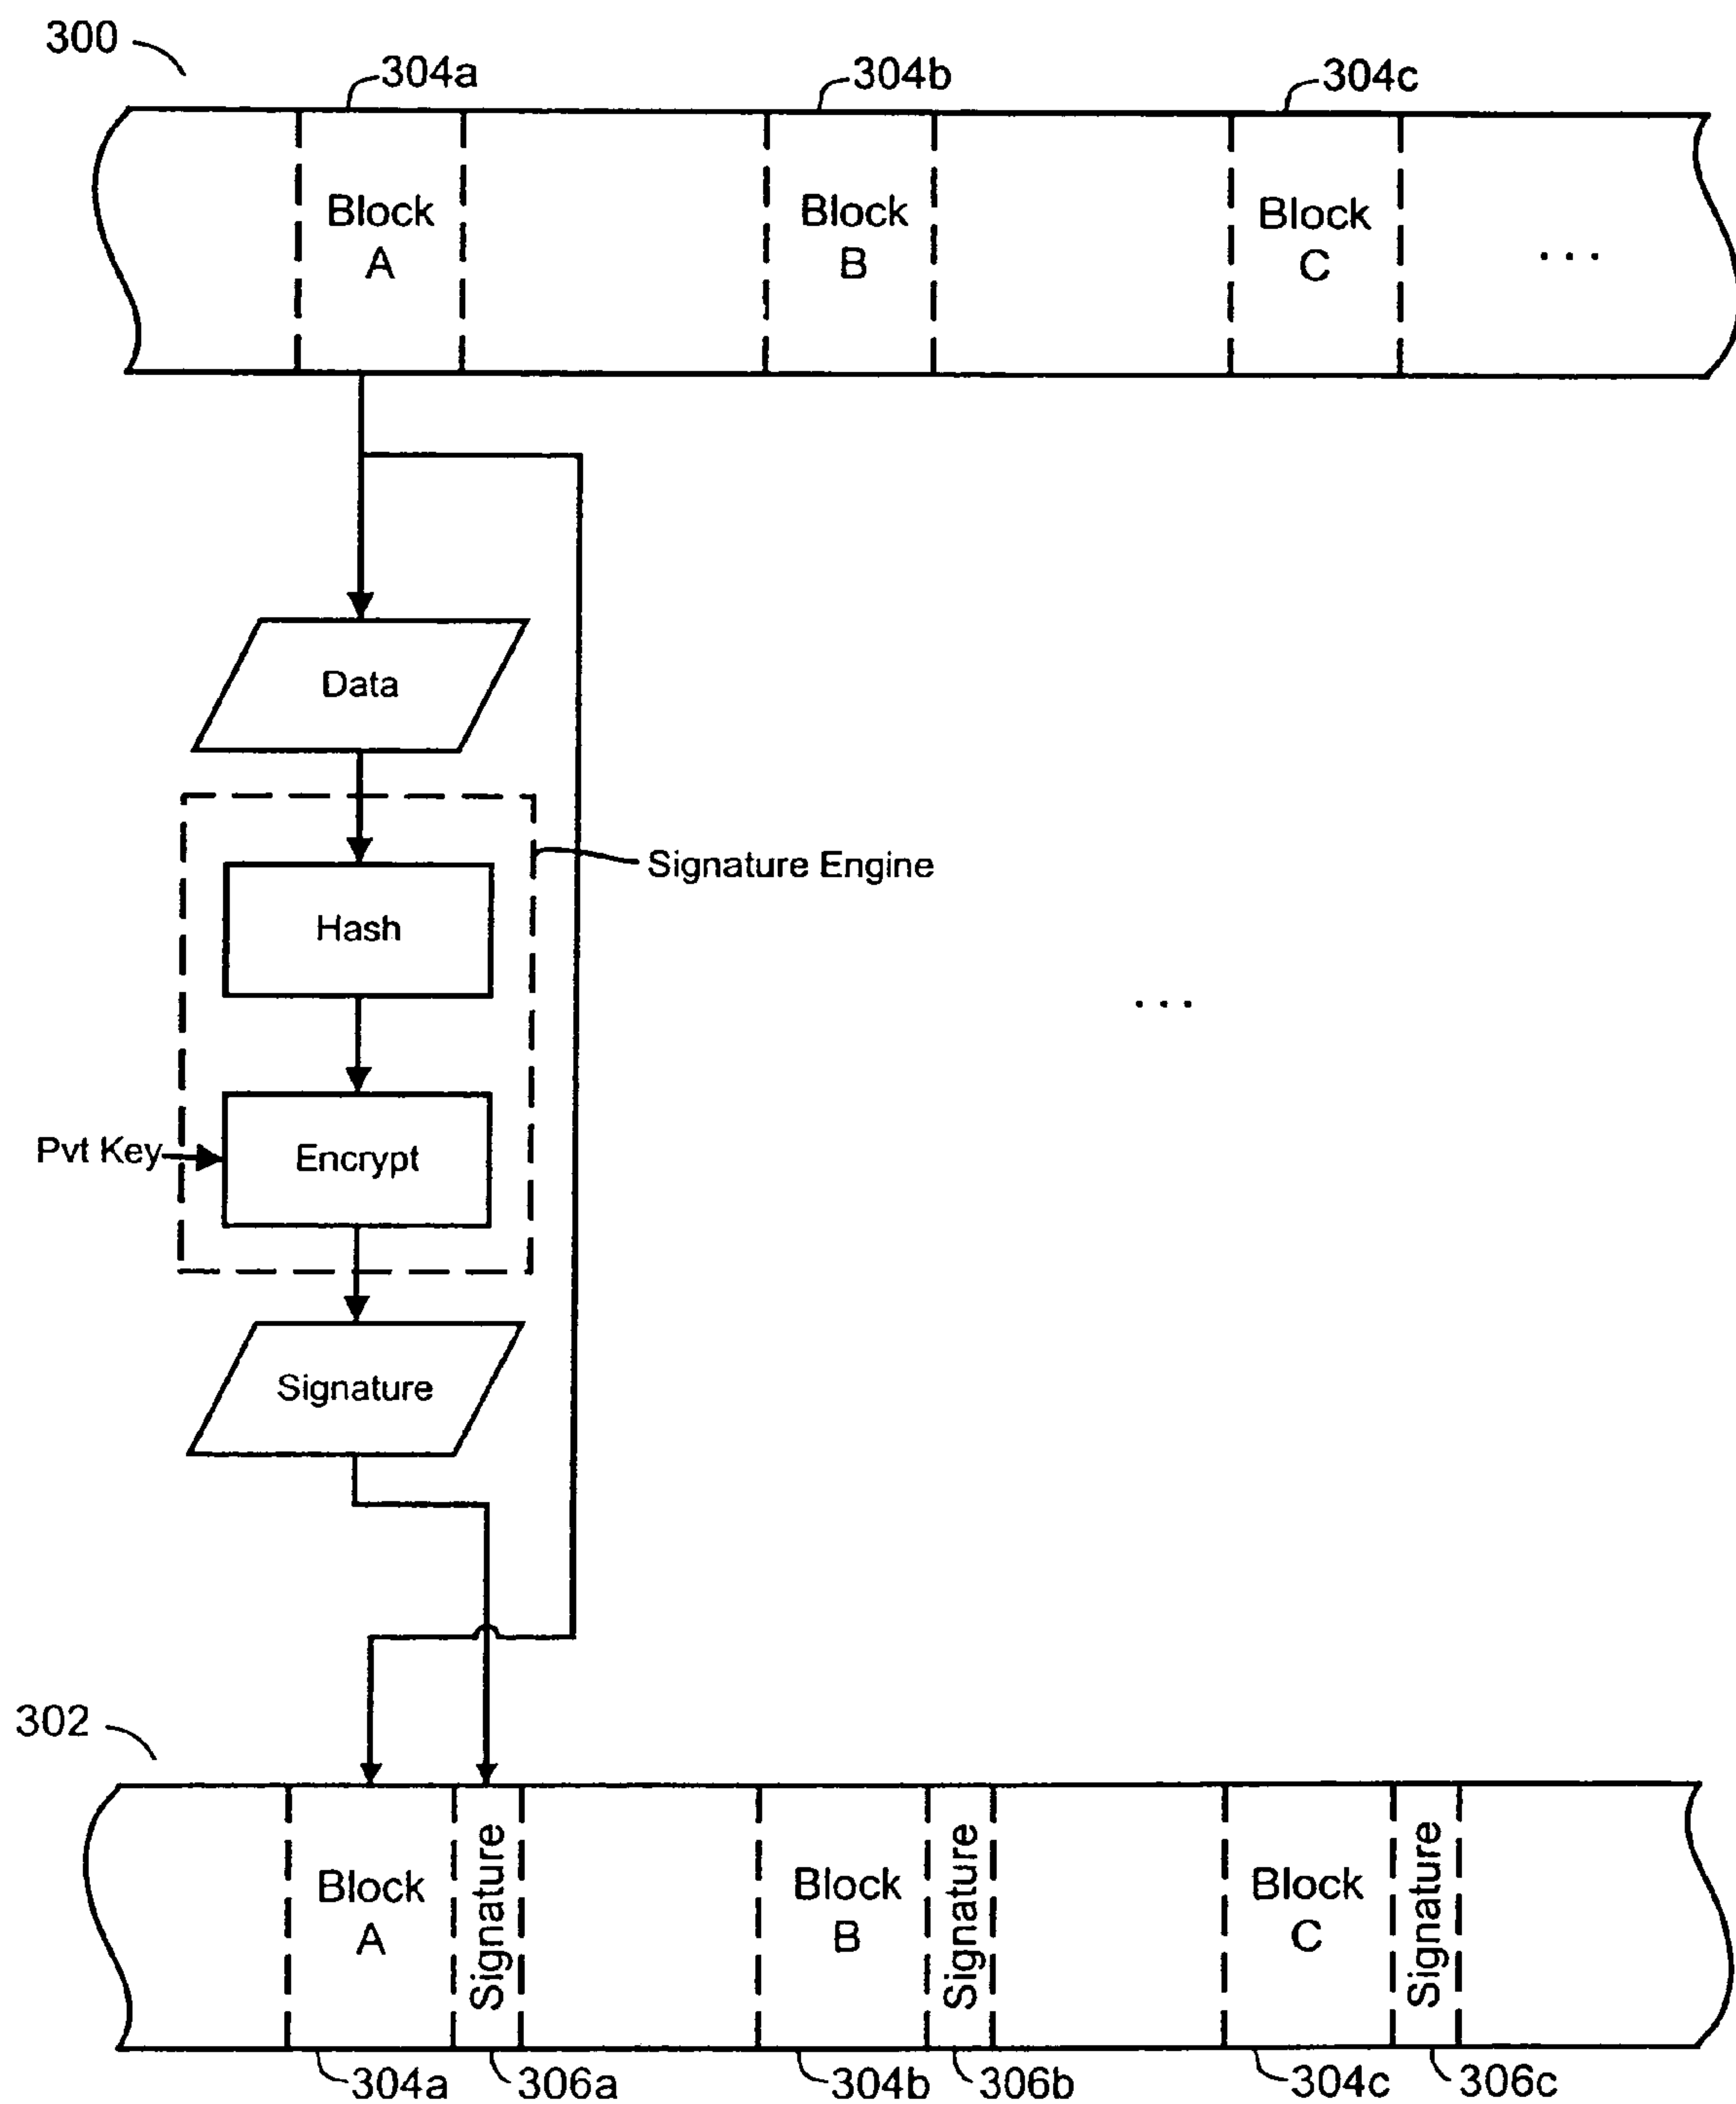 300
304a
304b
304c
Block
A
Block
B
Block
C
...
Data
Signature Engine
Hash
...
Pvt Key
Encrypt
Signature
302
Block
A
Signature
Block
B
Signature
Block
C
Signature
304a
306a
304b
306b
304c
306c